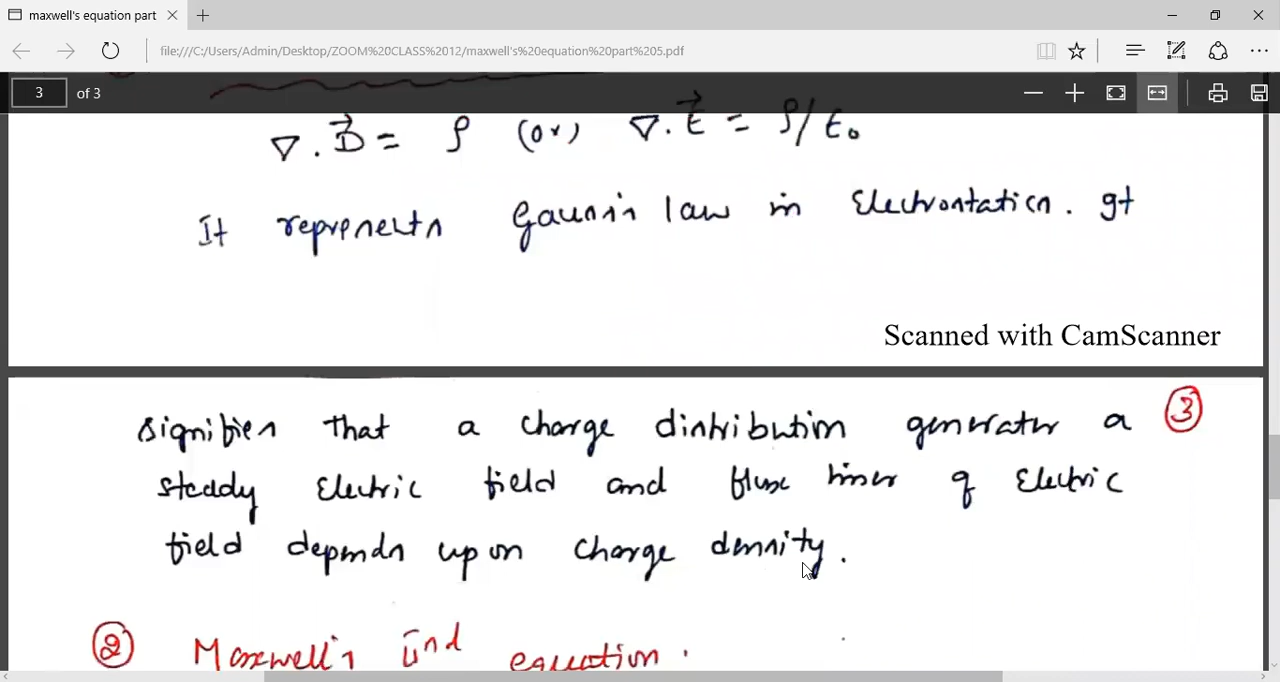 maxwell's equation part
file:///C:/Users/Admin/Desktop/ZOOM%20CLASS%2012/maxwell's%20equation%20part%205.pdf
3 of 3
∇.D⃗ = ρ (or) ∇.E⃗ = ρ/ε₀
It represents Gauss's law in Electrostatics. It
Scanned with CamScanner
signifies that a charge distribution generates a ③
steady Electric field and flux lines of Electric
field depends upon charge density.
② Maxwell's IInd equation.